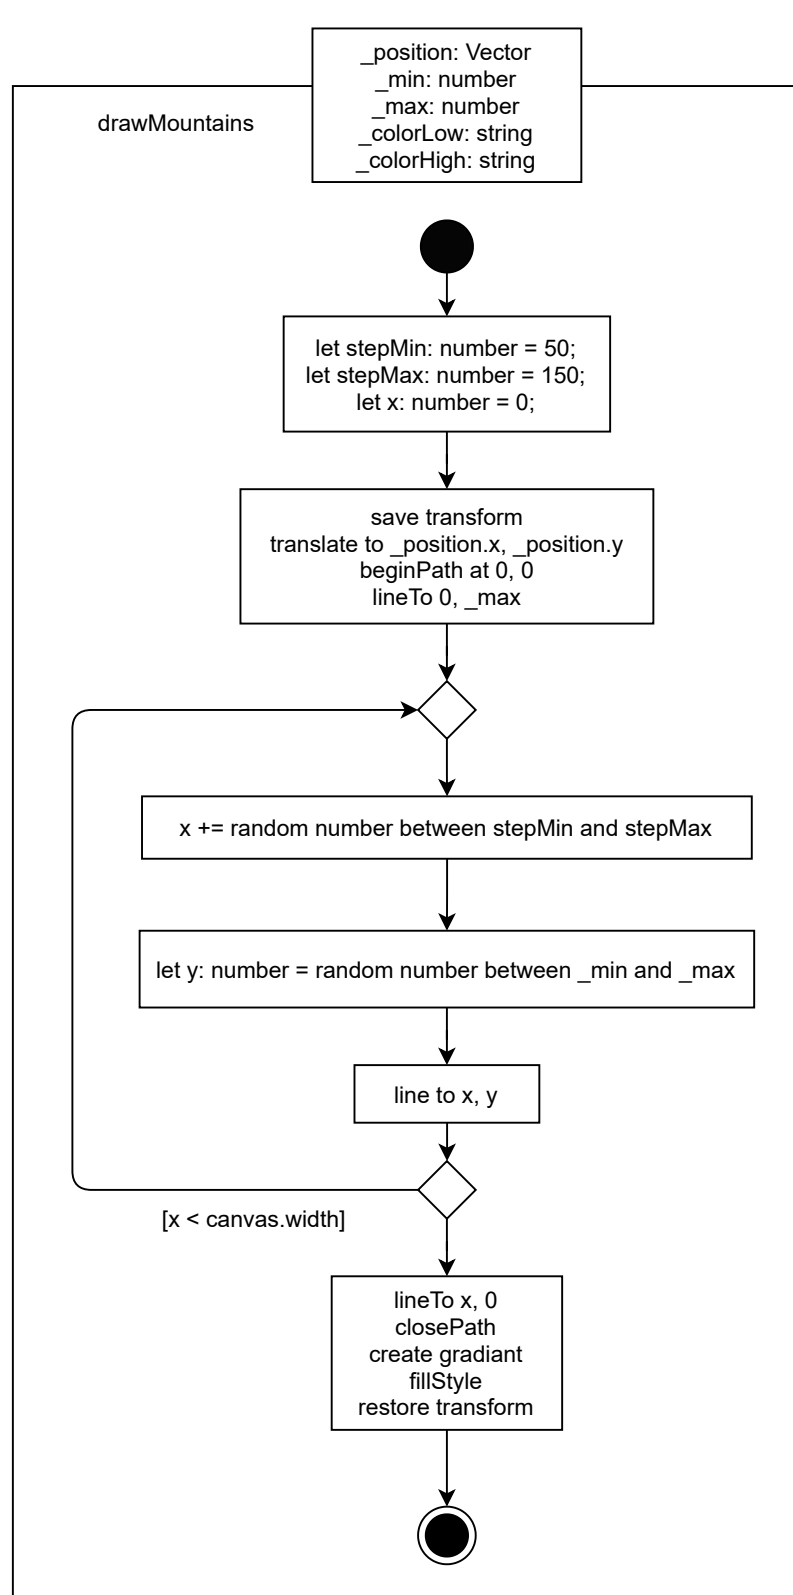 _position: Vector
_min: number
_max: number
_colorLow: string
_colorHigh: string
drawMountains
let stepMin: number = 50;
let stepMax: number = 150;
let x: number = 0;
save transform
translate to _position.x, _position.y
beginPath at 0, 0
lineTo 0, _max
x += random number between stepMin and stepMax
let y: number = random number between _min and _max
line to x, y
[x < canvas.width]
lineTo x, 0
closePath
create gradiant
fillStyle
restore transform